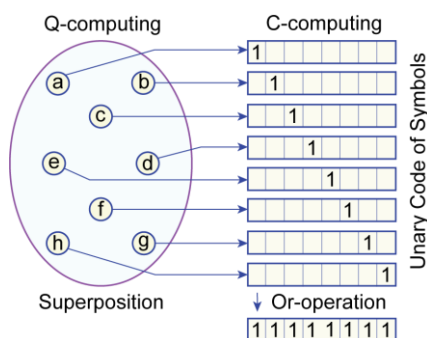 Q-computing
C-computing
a
b
c
e
d
f
h
g
1
1
1
1
1
1
1
1
Unary Code of Symbols
Superposition
Or-operation
1 1 1 1 1 1 1 1